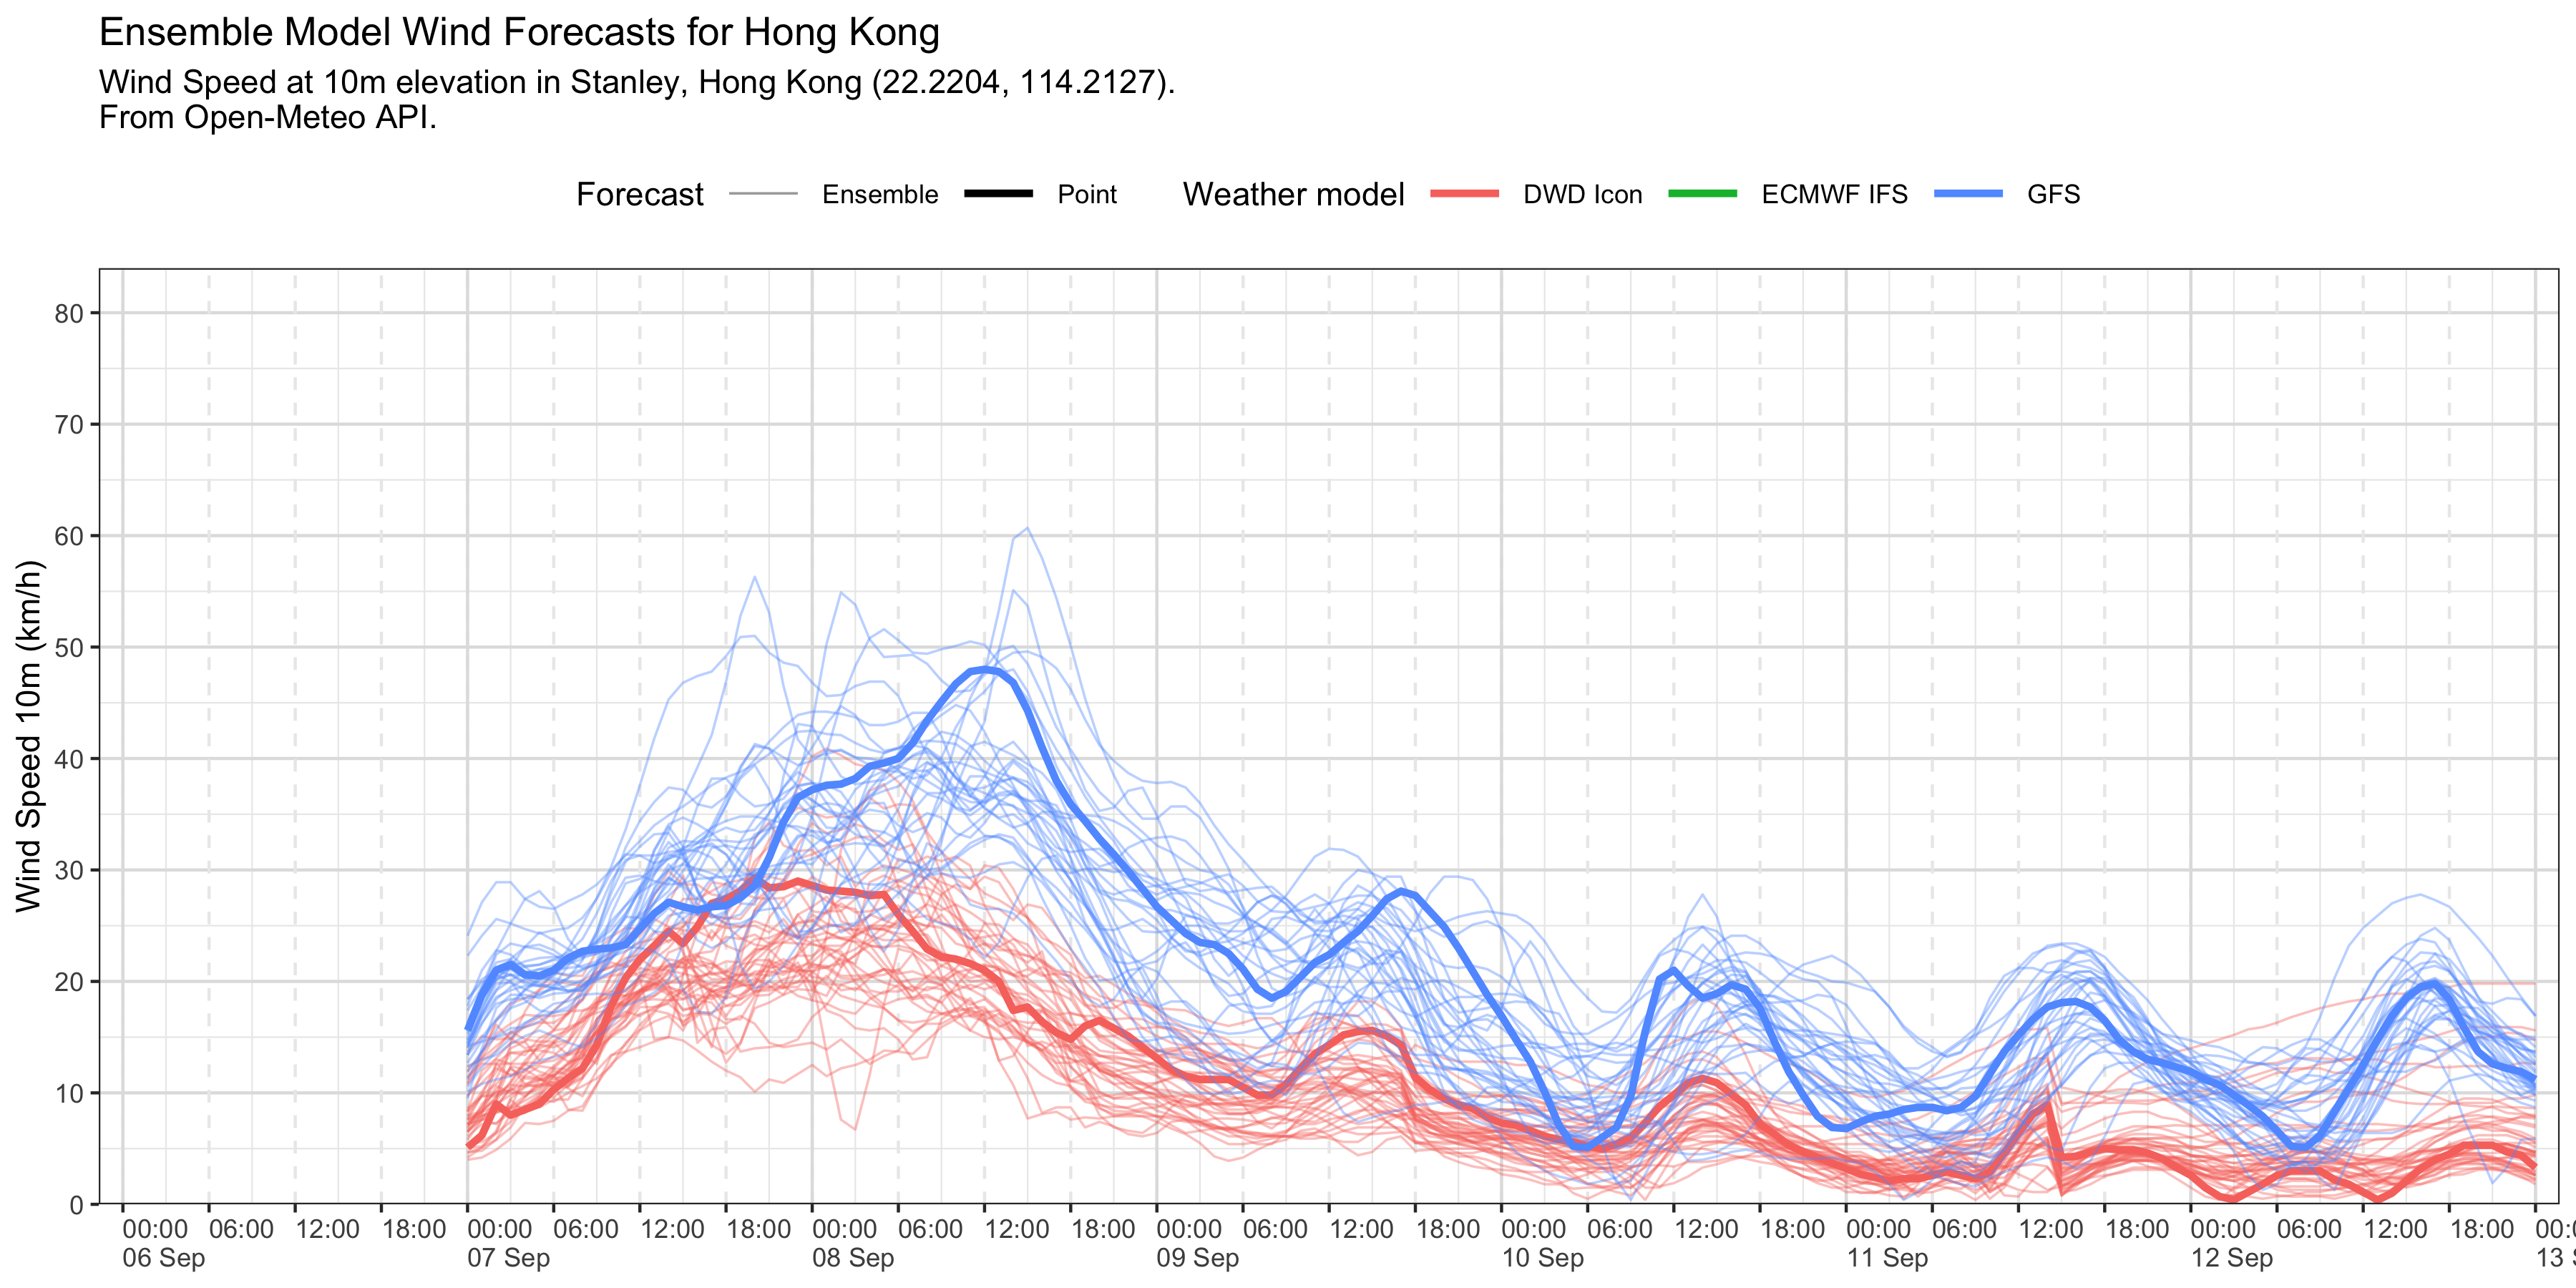 Ensemble Model Wind Forecasts for Hong Kong
Wind Speed at 10m elevation in Stanley, Hong Kong (22.2204, 114.2127).
From Open-Meteo API.
Forecast Ensemble Point Weather model DWD Icon ECMWF IFS GFS
Wind Speed 10m (km/h)
80
70
60
50
40
30
20
10
0
00:00 06:00 12:00 18:00 00:00 06:00 12:00 18:00 00:00 06:00 12:00 18:00 00:00 06:00 12:00 18:00 00:00 06:00 12:00 18:00 00:00 06:00 12:00 18:00 00:00 06:00 12:00 18:00
06 Sep 07 Sep 08 Sep 09 Sep 10 Sep 11 Sep 12 Sep 13